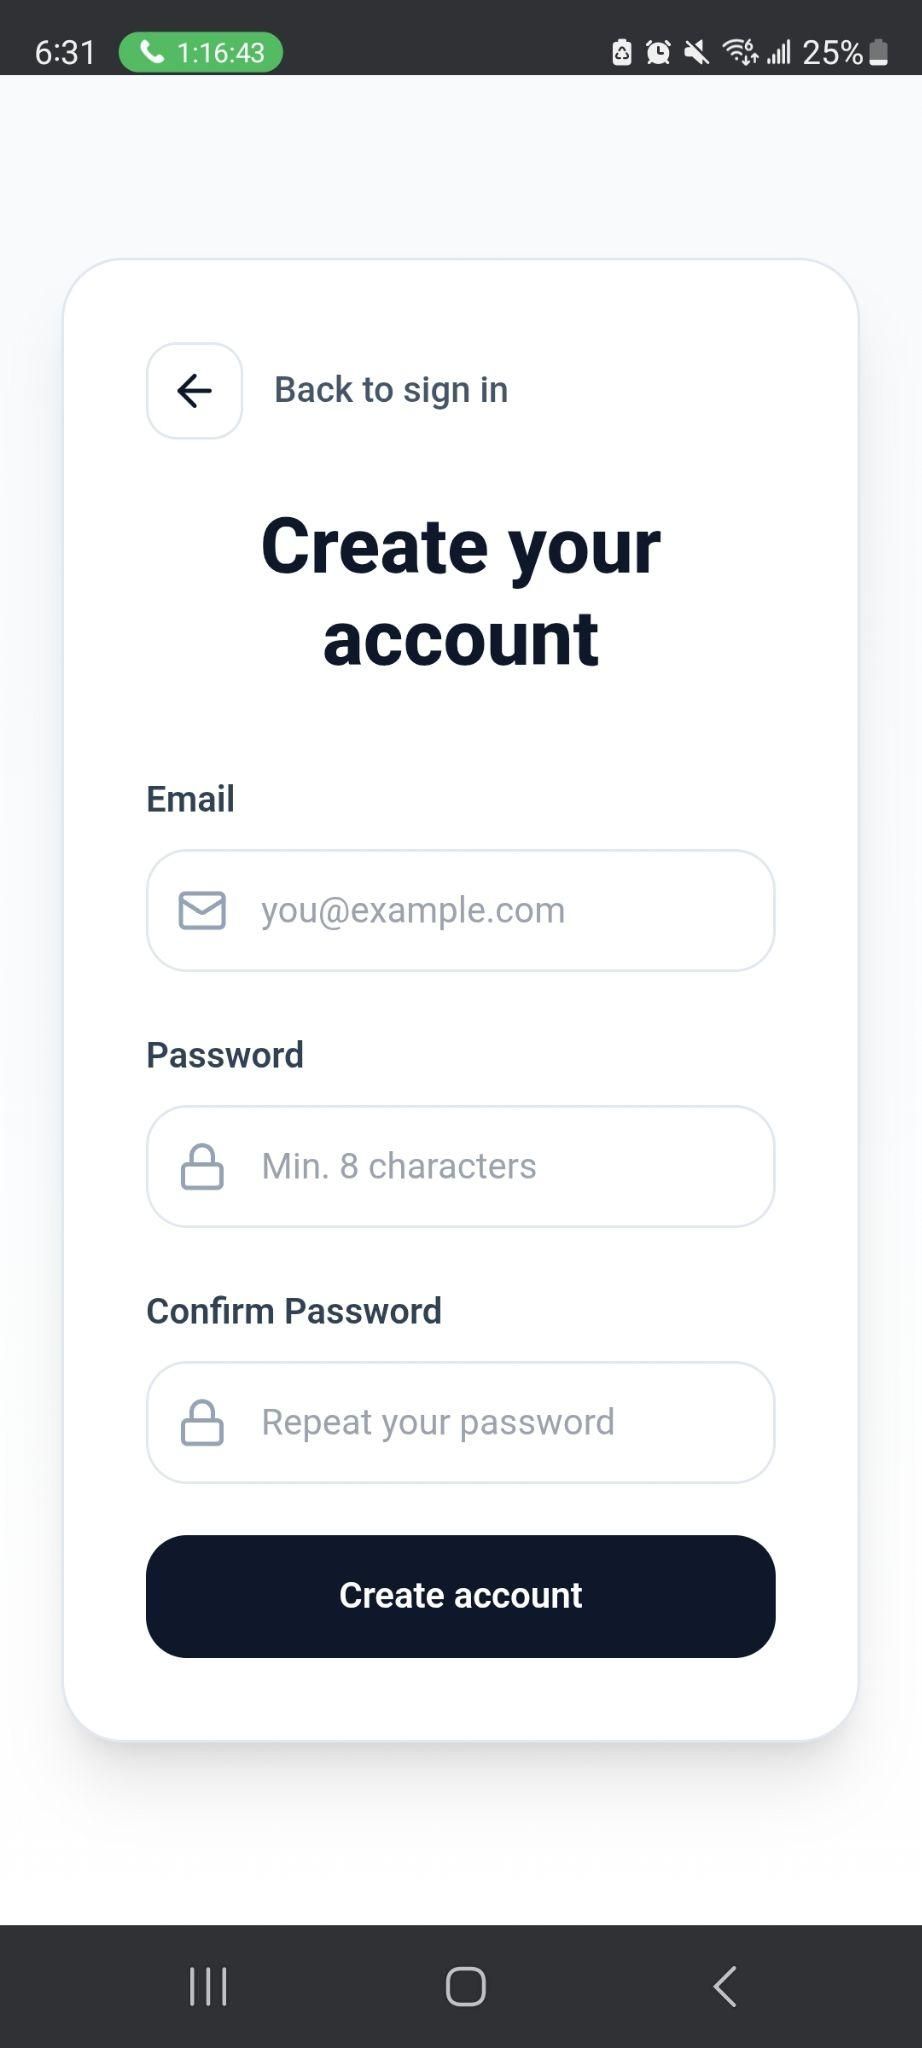 6:31 1:16:43 25%
Back to sign in
Create your
account
Email
you@example.com
Password
Min. 8 characters
Confirm Password
Repeat your password
Create account